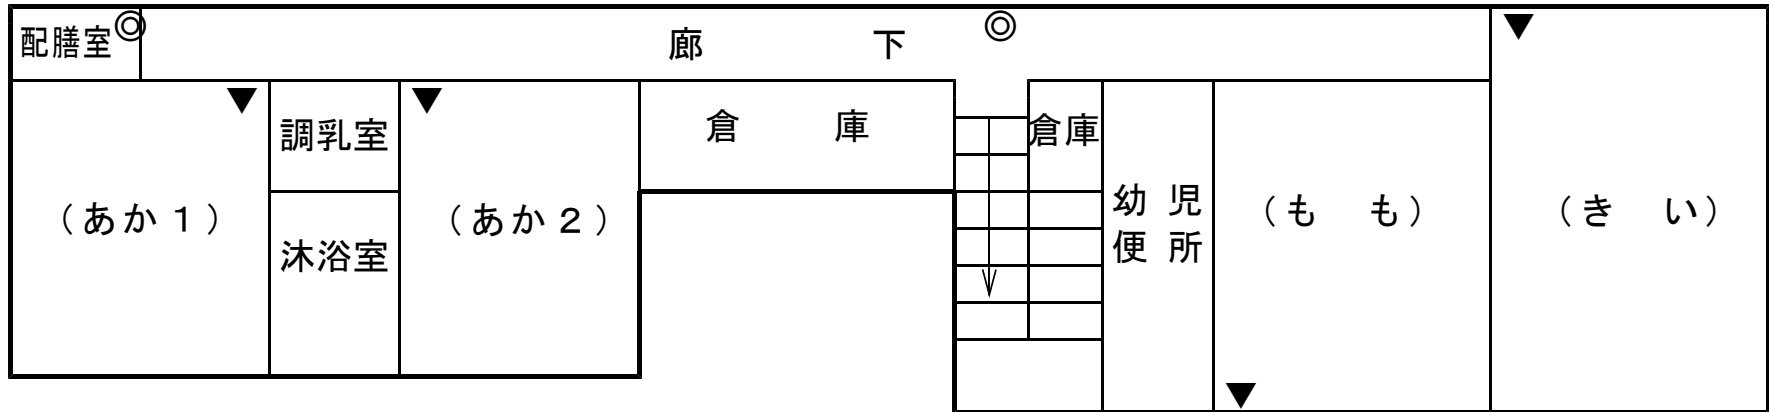 配膳室
廊　下
調乳室
倉　庫
倉庫
（あか１）
沐浴室
（あか２）
幼児
便所
（も　も）
（き　い）